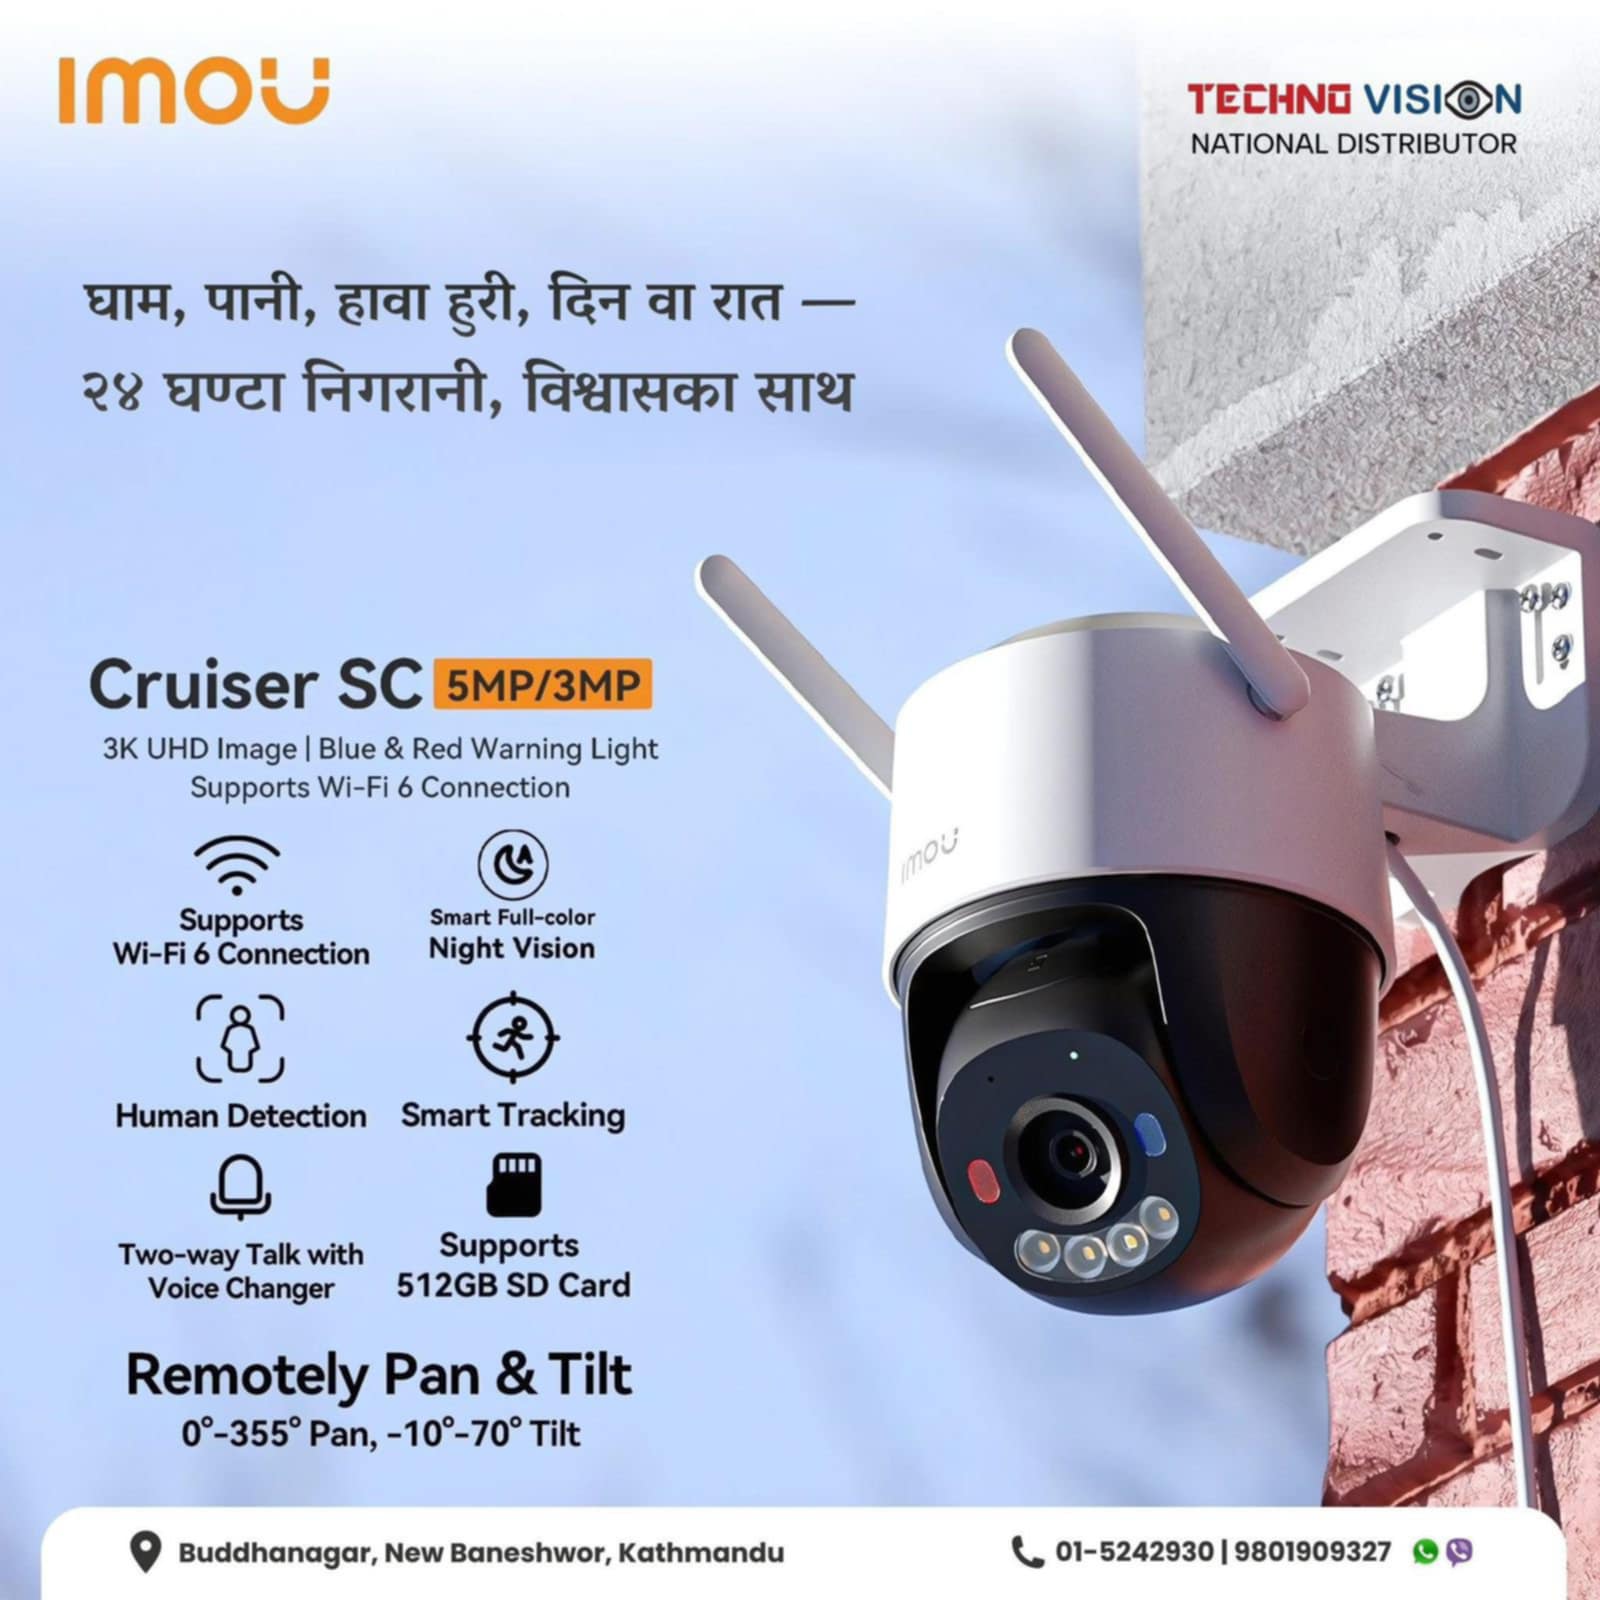 imou
TECHNO VISION
NATIONAL DISTRIBUTOR
घाम, पानी, हावा हुरी, दिन वा रात —
२४ घण्टा निगरानी, विश्वासका साथ
Cruiser SC 5MP/3MP
3K UHD Image | Blue & Red Warning Light
Supports Wi-Fi 6 Connection
Supports
Wi-Fi 6 Connection
Smart Full-color
Night Vision
Human Detection
Smart Tracking
Two-way Talk with
Voice Changer
Supports
512GB SD Card
Remotely Pan & Tilt
0°-355° Pan, -10°-70° Tilt
imou
Buddhanagar, New Baneshwor, Kathmandu
01-5242930 | 9801909327